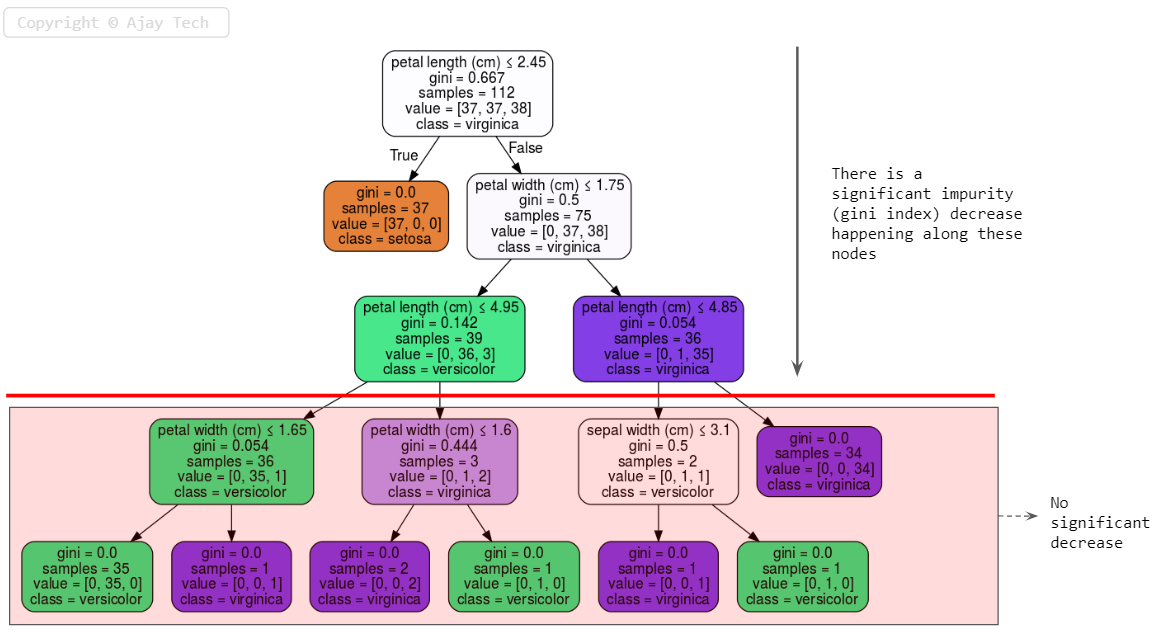 Copyright © Ajay Tech
petal length (cm) ≤ 2.45
gini = 0.667
samples = 112
value = [37, 37, 38]
class = virginica
True
False
gini = 0.0
samples = 37
value = [37, 0, 0]
class = setosa
petal width (cm) ≤ 1.75
gini = 0.5
samples = 75
value = [0, 37, 38]
class = virginica
There is a
significant impurity
(gini index) decrease
happening along these
nodes
petal length (cm) ≤ 4.95
gini = 0.142
samples = 39
value = [0, 36, 3]
class = versicolor
petal length (cm) ≤ 4.85
gini = 0.054
samples = 36
value = [0, 1, 35]
class = virginica
petal width (cm) ≤ 1.65
gini = 0.054
samples = 36
value = [0, 35, 1]
class = versicolor
petal width (cm) ≤ 1.6
gini = 0.444
samples = 3
value = [0, 1, 2]
class = virginica
sepal width (cm) ≤ 3.1
gini = 0.5
samples = 2
value = [0, 1, 1]
class = versicolor
gini = 0.0
samples = 34
value = [0, 0, 34]
class = virginica
No
significant
decrease
gini = 0.0
samples = 35
value = [0, 35, 0]
class = versicolor
gini = 0.0
samples = 1
value = [0, 0, 1]
class = virginica
gini = 0.0
samples = 2
value = [0, 0, 2]
class = virginica
gini = 0.0
samples = 1
value = [0, 1, 0]
class = versicolor
gini = 0.0
samples = 1
value = [0, 0, 1]
class = virginica
gini = 0.0
samples = 1
value = [0, 1, 0]
class = versicolor